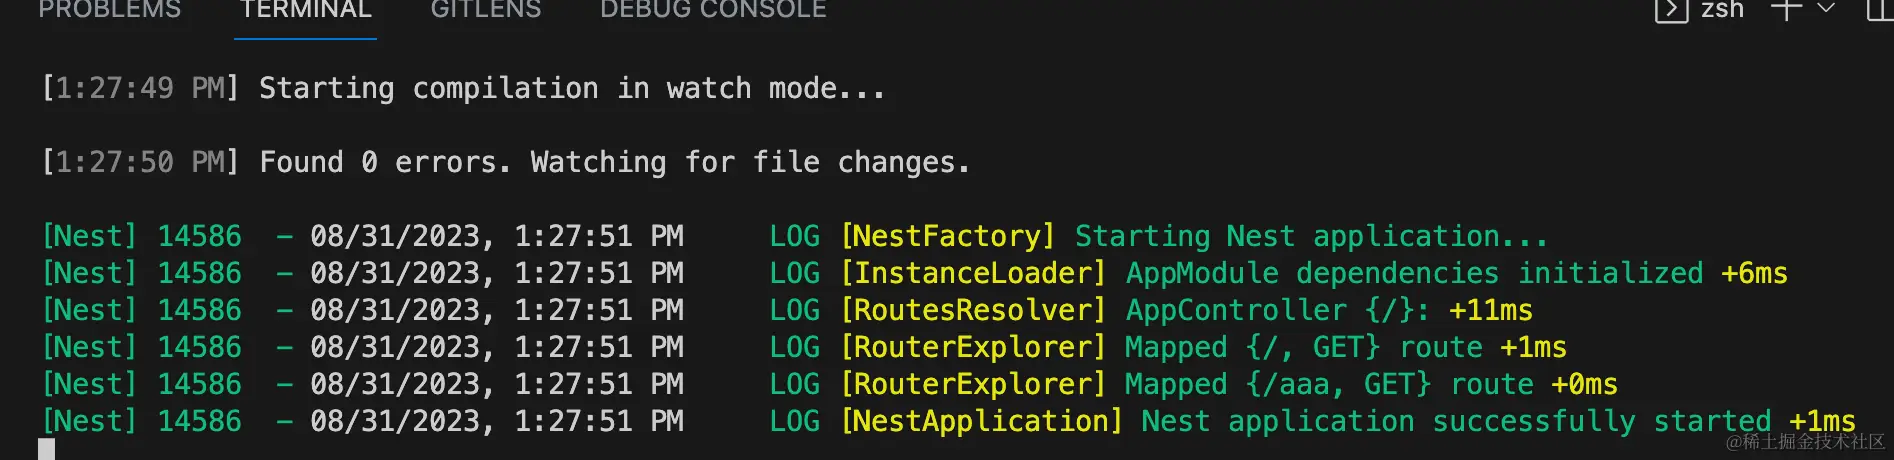 PROBLEMS TERMINAL GITLENS DEBUG CONSOLE zsh
[1:27:49 PM] Starting compilation in watch mode...
[1:27:50 PM] Found 0 errors. Watching for file changes.
[Nest] 14586  - 08/31/2023, 1:27:51 PM     LOG [NestFactory] Starting Nest application...
[Nest] 14586  - 08/31/2023, 1:27:51 PM     LOG [InstanceLoader] AppModule dependencies initialized +6ms
[Nest] 14586  - 08/31/2023, 1:27:51 PM     LOG [RoutesResolver] AppController {/}: +11ms
[Nest] 14586  - 08/31/2023, 1:27:51 PM     LOG [RouterExplorer] Mapped {/, GET} route +1ms
[Nest] 14586  - 08/31/2023, 1:27:51 PM     LOG [RouterExplorer] Mapped {/aaa, GET} route +0ms
[Nest] 14586  - 08/31/2023, 1:27:51 PM     LOG [NestApplication] Nest application successfully started +1ms
@稀土掘金技术社区